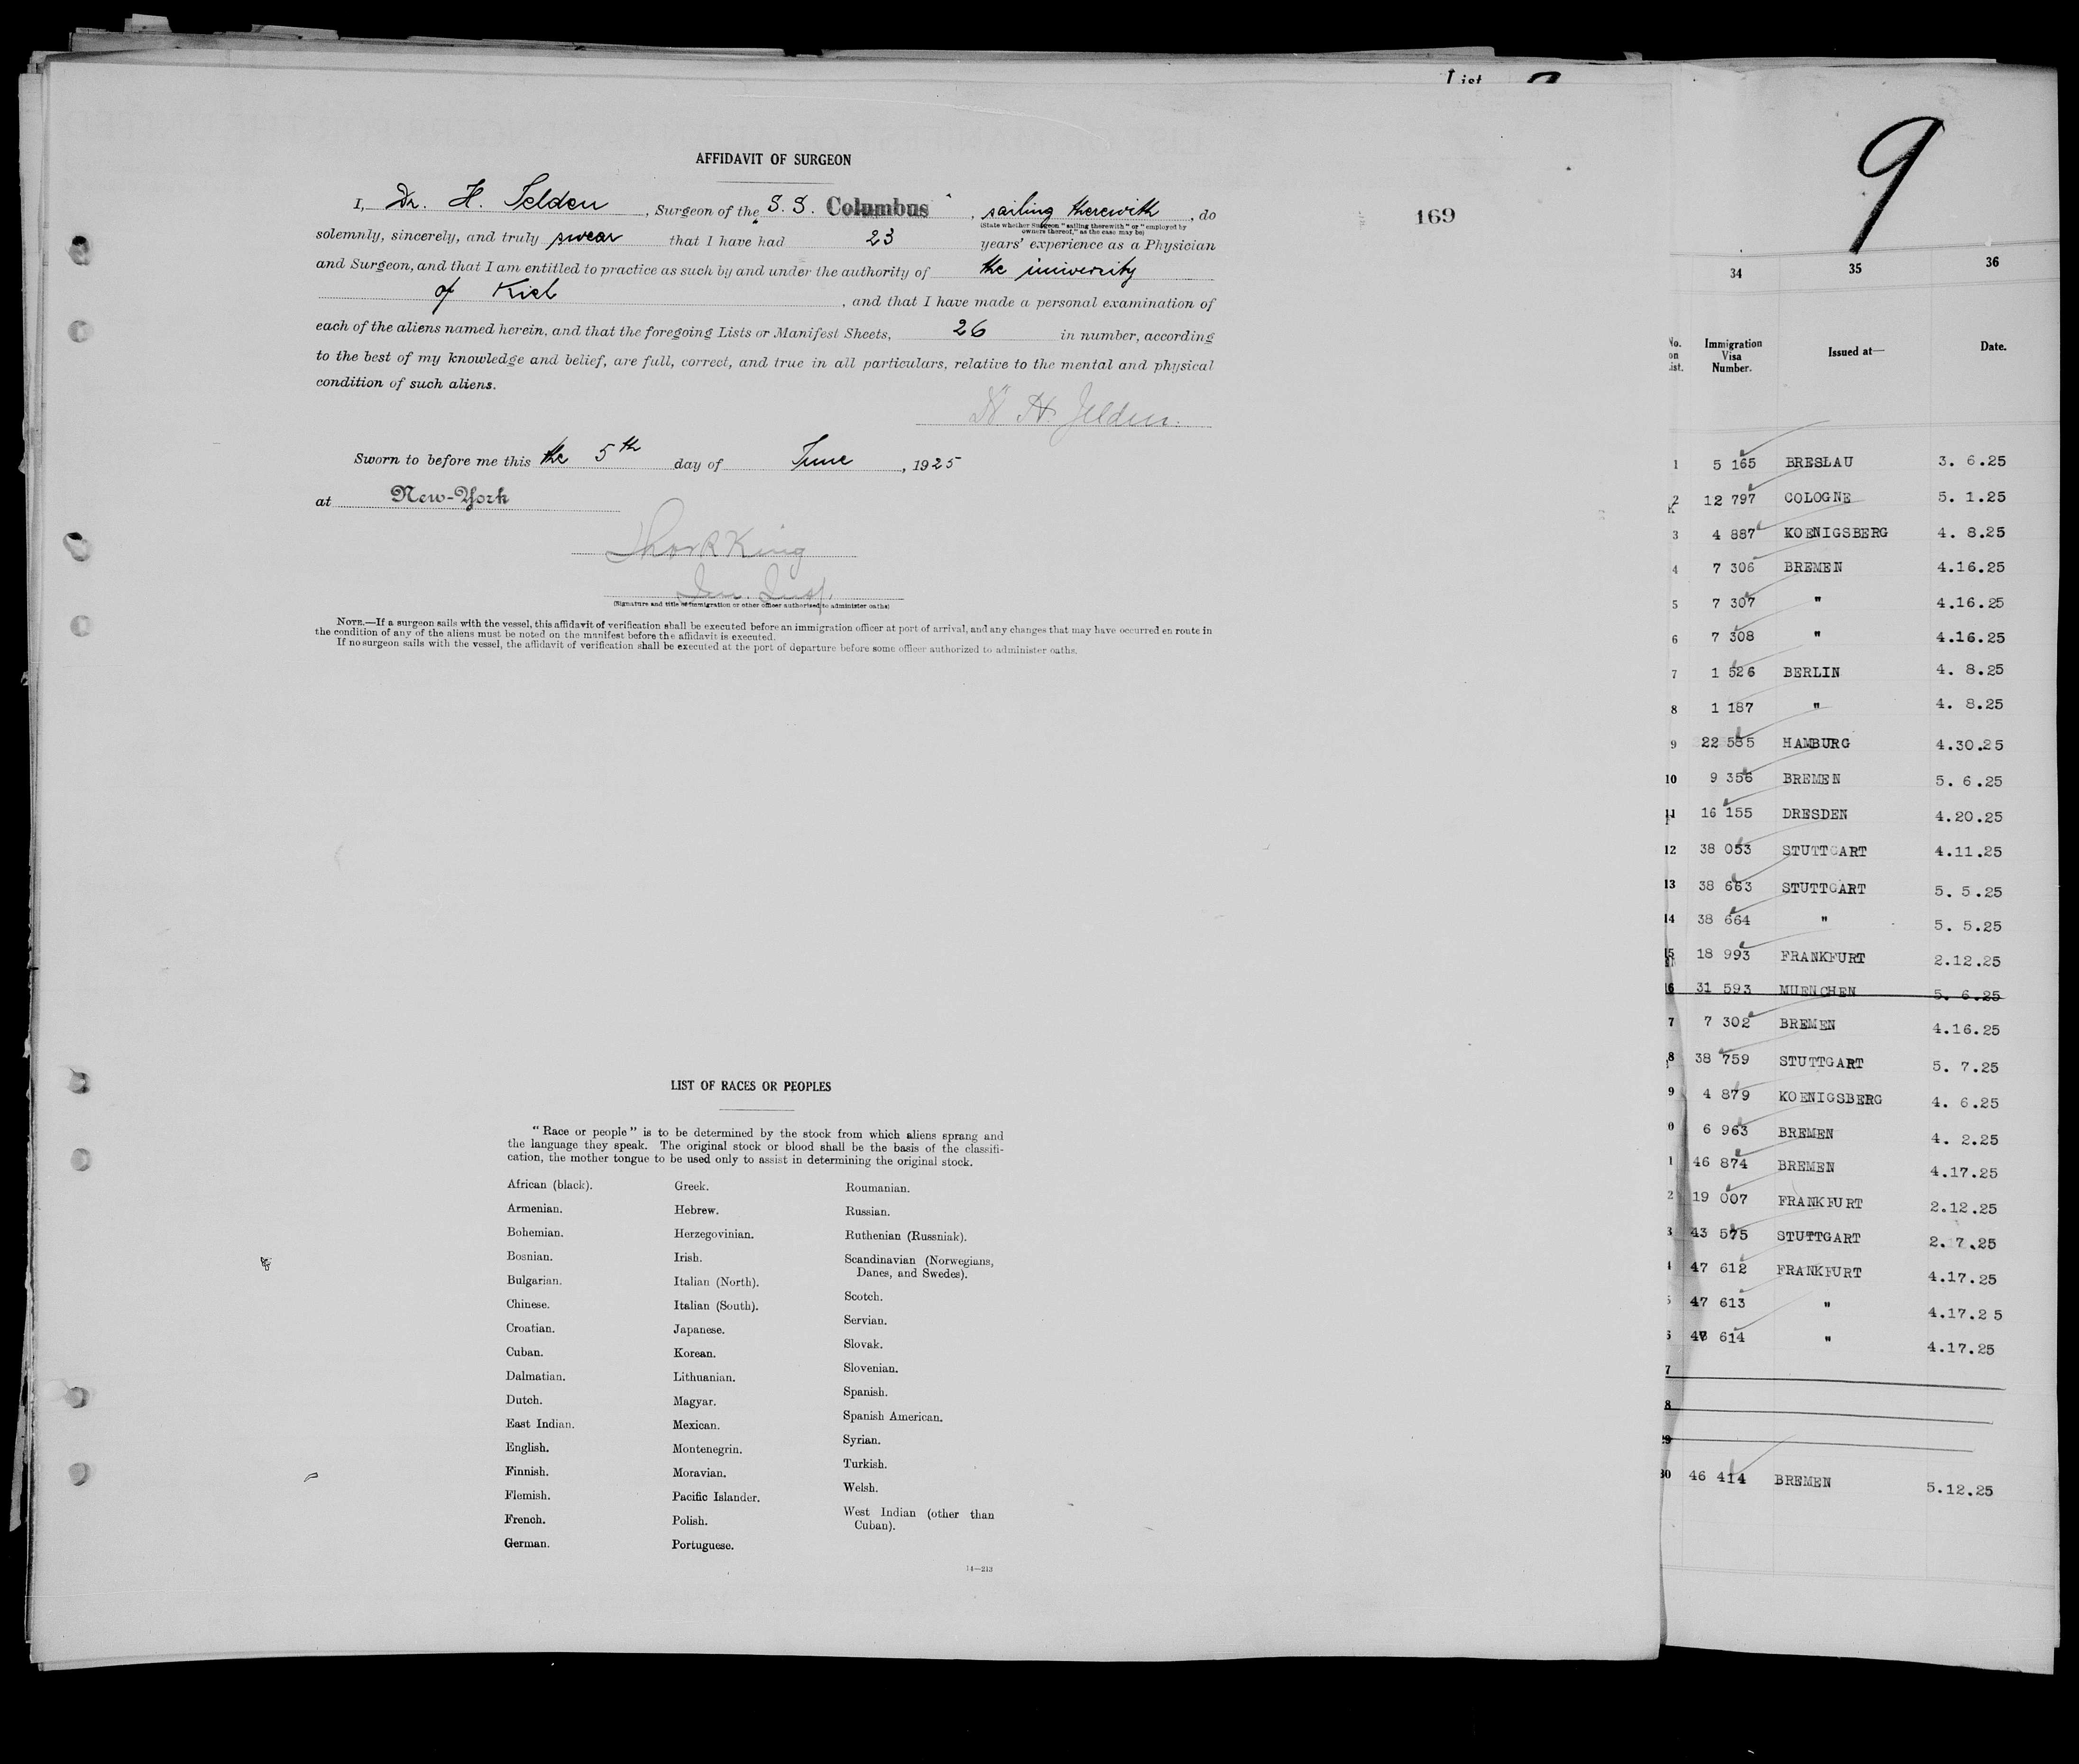 List
AFFIDAVIT OF SURGEON
I, Dr. H. Jelden, Surgeon of the S.S. Columbus, sailing therewith, do
(State whether Surgeon "sailing therewith" or "employed by
owners thereof," as the case may be)
solemnly, sincerely, and truly swear that I have had 23 years' experience as a Physician
and Surgeon, and that I am entitled to practice as such by and under the authority of the university
of Kiel, and that I have made a personal examination of
each of the aliens named herein, and that the foregoing Lists or Manifest Sheets, 26 in number, according
to the best of my knowledge and belief, are full, correct, and true in all particulars, relative to the mental and physical
condition of such aliens.
Dr H. Jelden.
Sworn to before me this the 5th day of June, 1925
at New-York
King
Imm. Insp.
(Signature and title of immigration or other officer authorized to administer oaths)
NOTE.—If a surgeon sails with the vessel, this affidavit of verification shall be executed before an immigration officer at port of arrival, and any changes that may have occurred en route in
the condition of any of the aliens must be noted on the manifest before the affidavit is executed.
If no surgeon sails with the vessel, the affidavit of verification shall be executed at the port of departure before some officer authorized to administer oaths.
169
LIST OF RACES OR PEOPLES
"Race or people" is to be determined by the stock from which aliens sprang and
the language they speak. The original stock or blood shall be the basis of the classifi-
cation, the mother tongue to be used only to assist in determining the original stock.
African (black).
Armenian.
Bohemian.
Bosnian.
Bulgarian.
Chinese.
Croatian.
Cuban.
Dalmatian.
Dutch.
East Indian.
English.
Finnish.
Flemish.
French.
German.
Greek.
Hebrew.
Herzegovinian.
Irish.
Italian (North).
Italian (South).
Japanese.
Korean.
Lithuanian.
Magyar.
Mexican.
Montenegrin.
Moravian.
Pacific Islander.
Polish.
Portuguese.
Roumanian.
Russian.
Ruthenian (Russniak).
Scandinavian (Norwegians,
Danes, and Swedes).
Scotch.
Servian.
Slovak.
Slovenian.
Spanish.
Spanish American.
Syrian.
Turkish.
Welsh.
West Indian (other than
Cuban).
14—213
9
34 35 36
No.
on
List.
Immigration
Visa
Number.
Issued at—
Date.
1 5 165 BRESLAU 3. 6.25
2 12 797 COLOGNE 5. 1.25
3 4 887 KOENIGSBERG 4. 8.25
4 7 306 BREMEN 4.16.25
5 7 307 " 4.16.25
6 7 308 " 4.16.25
7 1 526 BERLIN 4. 8.25
8 1 187 " 4. 8.25
9 22 535 HAMBURG 4.30.25
10 9 356 BREMEN 5. 6.25
11 16 155 DRESDEN 4.20.25
12 38 053 STUTTGART 4.11.25
13 38 663 STUTTGART 5. 5.25
14 38 664 " 5. 5.25
15 18 993 FRANKFURT 2.12.25
16 31 593 MUENCHEN 5. 6.25
7 7 302 BREMEN 4.16.25
8 38 759 STUTTGART 5. 7.25
9 4 879 KOENIGSBERG 4. 6.25
0 6 963 BREMEN 4. 2.25
1 46 874 BREMEN 4.17.25
2 19 007 FRANKFURT 2.12.25
3 43 575 STUTTGART 2. 7.25
4 47 612 FRANKFURT 4.17.25
5 47 613 " 4.17.25
6 47 614 " 4.17.25
7
8
29
30 46 414 BREMEN 5.12.25